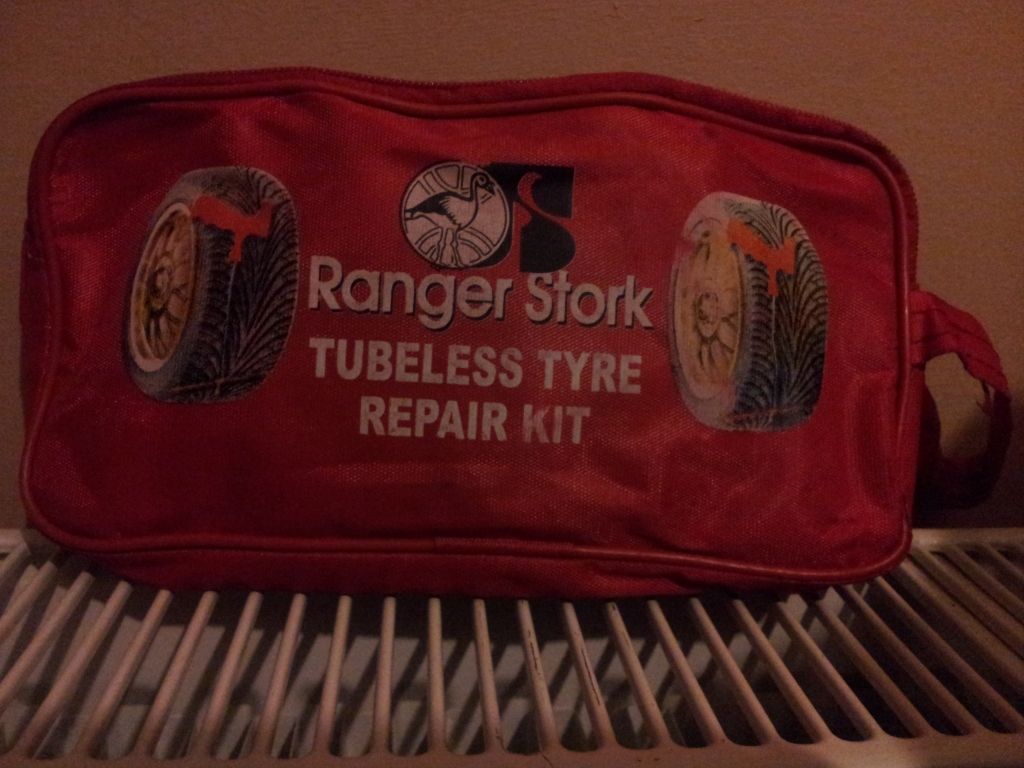 S
Ranger Stork
TUBELESS TYRE
REPAIR KIT